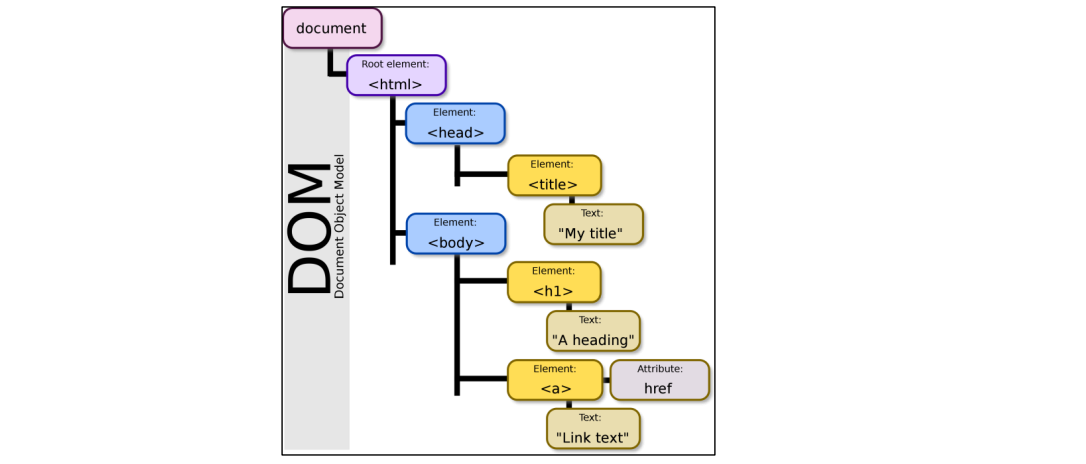 document
Root element:
<html>
Element:
<head>
Element:
<title>
Text:
"My title"
Element:
<body>
Element:
<h1>
Text:
"A heading"
Element:
<a>
Attribute:
href
Text:
"Link text"
DOM
Document Object Model